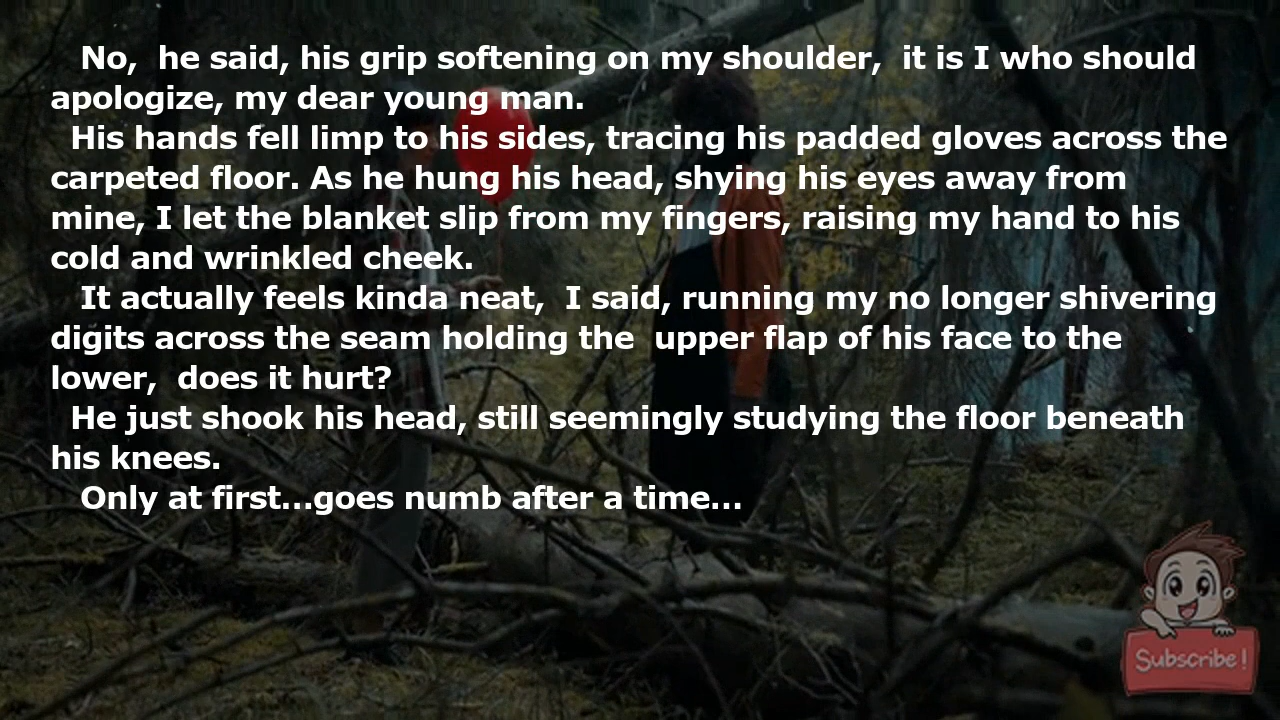 No, he said, his grip softening on my shoulder, it is I who should
apologize, my dear young man.
His hands fell limp to his sides, tracing his padded gloves across the
carpeted floor. As he hung his head, shying his eyes away from
mine, I let the blanket slip from my fingers, raising my hand to his
cold and wrinkled cheek.
It actually feels kinda neat, I said, running my no longer shivering
digits across the seam holding the upper flap of his face to the
lower, does it hurt?
He just shook his head, still seemingly studying the floor beneath
his knees.
Only at first...goes numb after a time...
Subscribe!